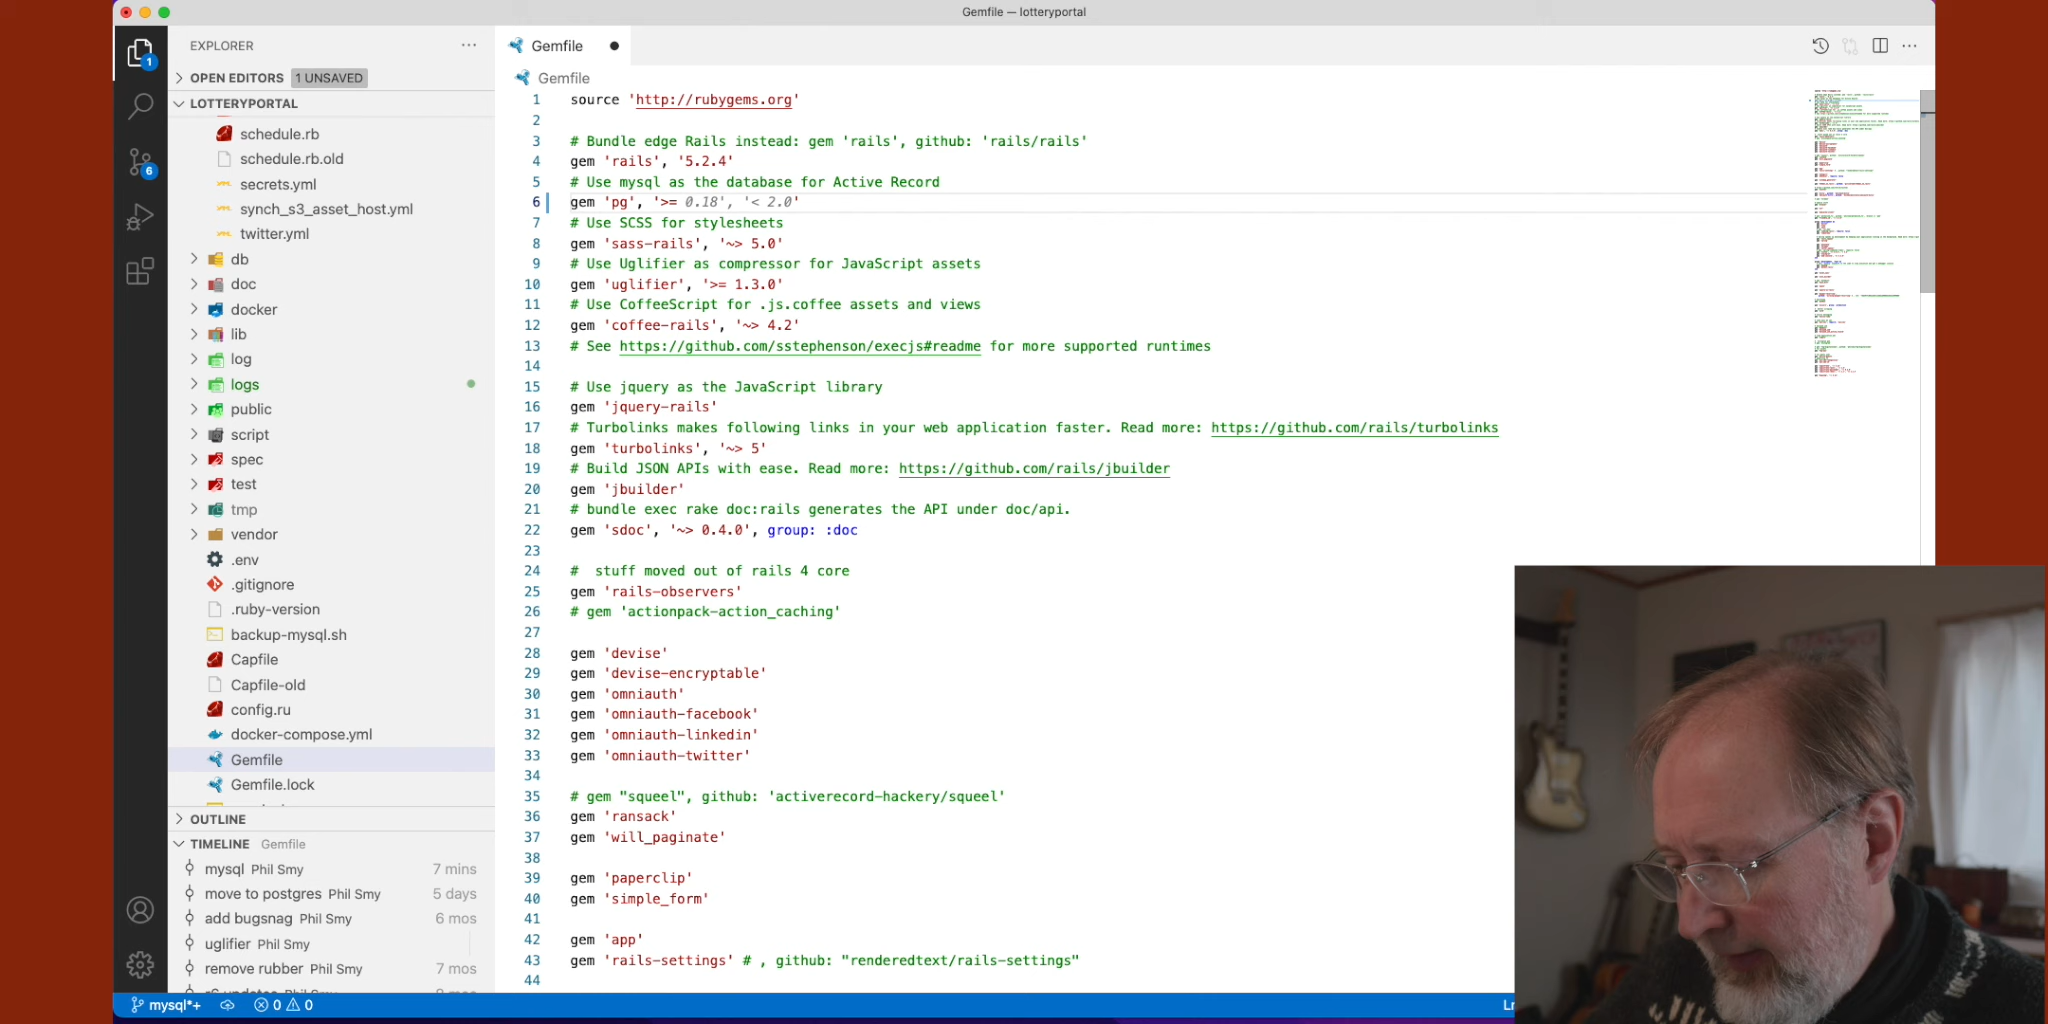 Gemfile — lotteryportal
EXPLORER
OPEN EDITORS 1 UNSAVED
LOTTERYPORTAL
schedule.rb
schedule.rb.old
secrets.yml
synch_s3_asset_host.yml
twitter.yml
db
doc
docker
lib
log
logs
public
script
spec
test
tmp
vendor
.env
.gitignore
.ruby-version
backup-mysql.sh
Capfile
Capfile-old
config.ru
docker-compose.yml
Gemfile
Gemfile.lock
OUTLINE
TIMELINE Gemfile
mysql Phil Smy 7 mins
move to postgres Phil Smy 5 days
add bugsnag Phil Smy 6 mos
uglifier Phil Smy
remove rubber Phil Smy 7 mos
1
6
Gemfile
Gemfile
1 source 'http://rubygems.org'
2
3 # Bundle edge Rails instead: gem 'rails', github: 'rails/rails'
4 gem 'rails', '5.2.4'
5 # Use mysql as the database for Active Record
6 gem 'pg', '>= 0.18', '< 2.0'
7 # Use SCSS for stylesheets
8 gem 'sass-rails', '~> 5.0'
9 # Use Uglifier as compressor for JavaScript assets
10 gem 'uglifier', '>= 1.3.0'
11 # Use CoffeeScript for .js.coffee assets and views
12 gem 'coffee-rails', '~> 4.2'
13 # See https://github.com/sstephenson/execjs#readme for more supported runtimes
14
15 # Use jquery as the JavaScript library
16 gem 'jquery-rails'
17 # Turbolinks makes following links in your web application faster. Read more: https://github.com/rails/turbolinks
18 gem 'turbolinks', '~> 5'
19 # Build JSON APIs with ease. Read more: https://github.com/rails/jbuilder
20 gem 'jbuilder'
21 # bundle exec rake doc:rails generates the API under doc/api.
22 gem 'sdoc', '~> 0.4.0', group: :doc
23
24 #  stuff moved out of rails 4 core
25 gem 'rails-observers'
26 # gem 'actionpack-action_caching'
27
28 gem 'devise'
29 gem 'devise-encryptable'
30 gem 'omniauth'
31 gem 'omniauth-facebook'
32 gem 'omniauth-linkedin'
33 gem 'omniauth-twitter'
34
35 # gem "squeel", github: 'activerecord-hackery/squeel'
36 gem 'ransack'
37 gem 'will_paginate'
38
39 gem 'paperclip'
40 gem 'simple_form'
41
42 gem 'app'
43 gem 'rails-settings' # , github: "renderedtext/rails-settings"
44
mysql*+ 0 0